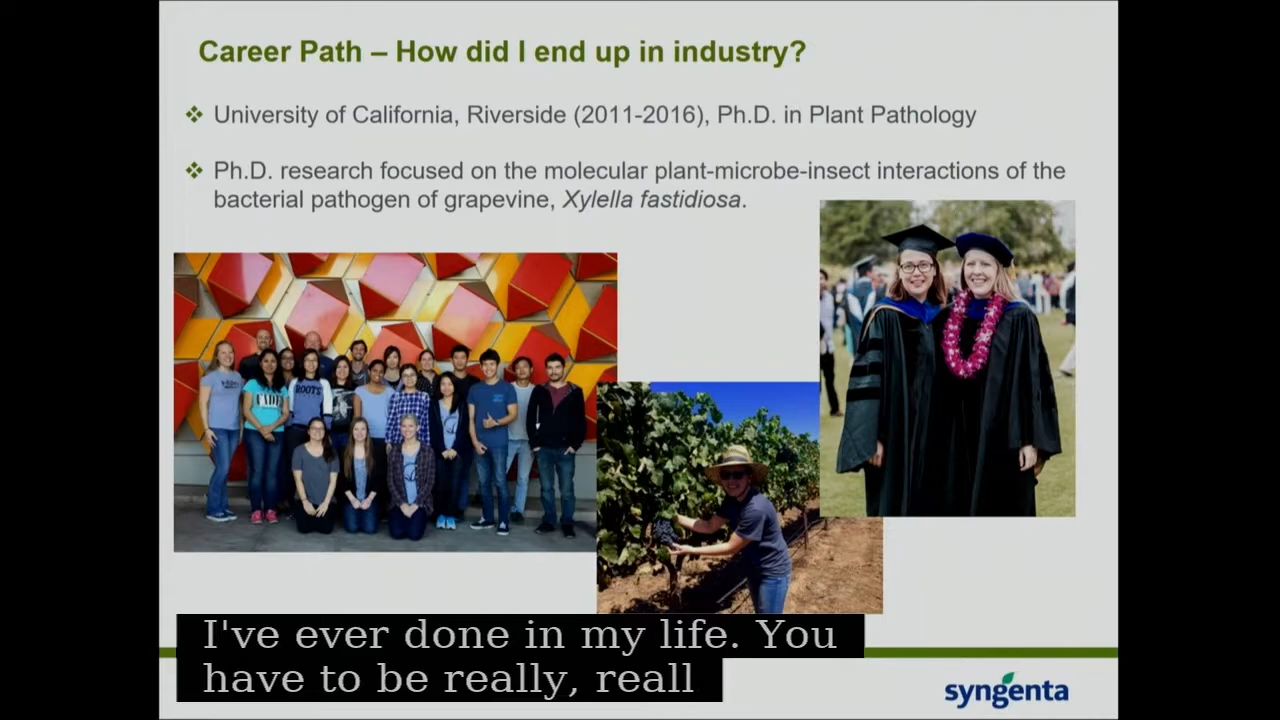 Career Path – How did I end up in industry?
❖ University of California, Riverside (2011-2016), Ph.D. in Plant Pathology
❖ Ph.D. research focused on the molecular plant-microbe-insect interactions of the
bacterial pathogen of grapevine, Xylella fastidiosa.
ROOTS
I've ever done in my life. You
have to be really, reall
syngenta